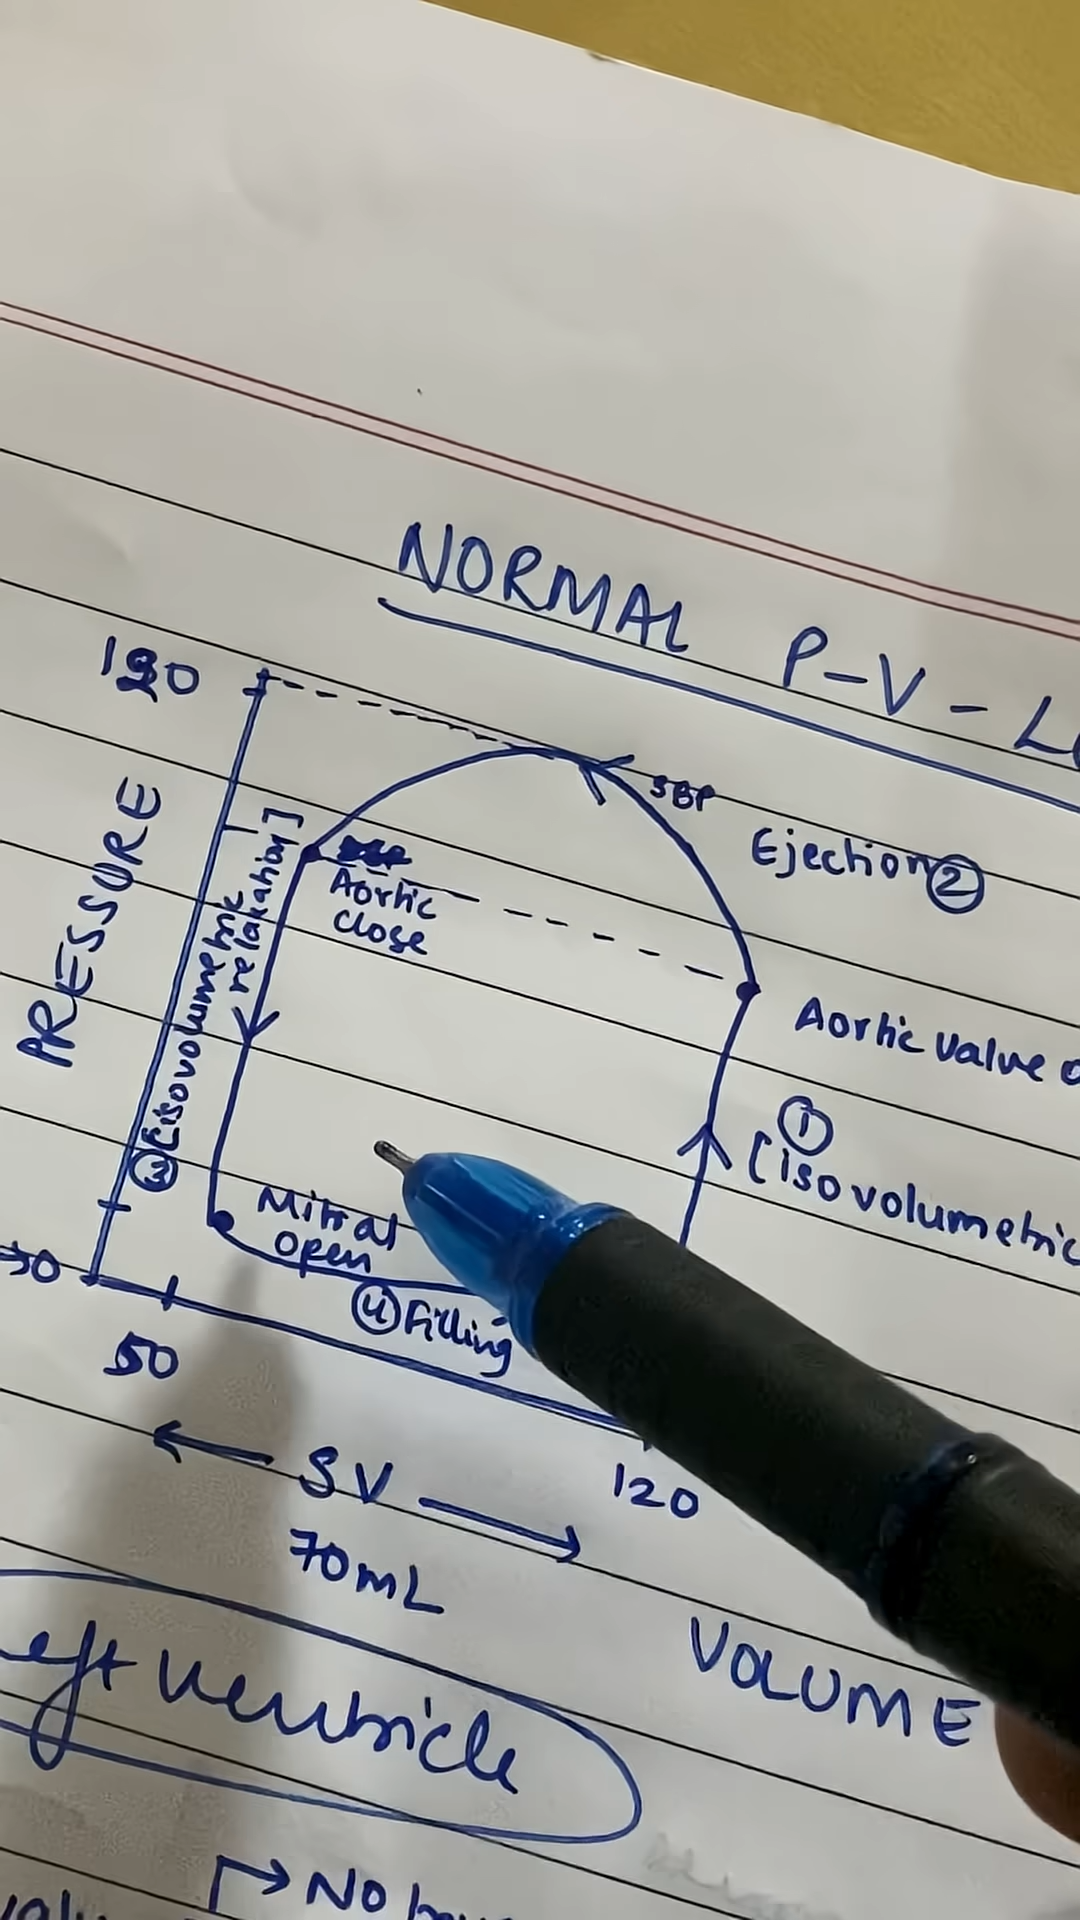 NORMAL P-V-L
120
PRESSURE
SBP
Ejection ②
Aortic
close
③ [isovolumetric
relaxation]
Aortic valve
①
[isovolumetric
Mitral
open
④ Filling
50
120
SV
70mL
VOLUME
Left ventricle
No